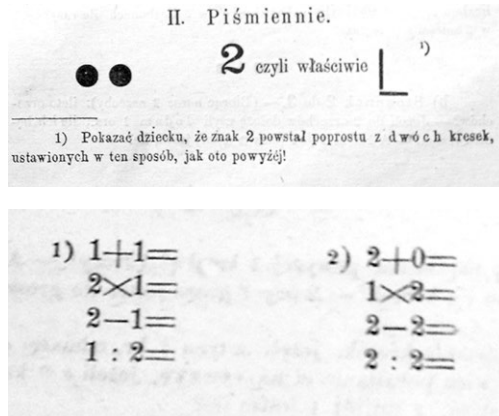 II. Piśmiennie.
2 czyli właściwie ¹)
1) Pokazać dziecku, że znak 2 powstał poprostu z dwóch kresek,
ustawionych w ten sposób, jak oto powyżéj!
1) 1+1=
2×1=
2−1=
1 : 2=
2) 2+0=
1×2=
2−2=
2 : 2=